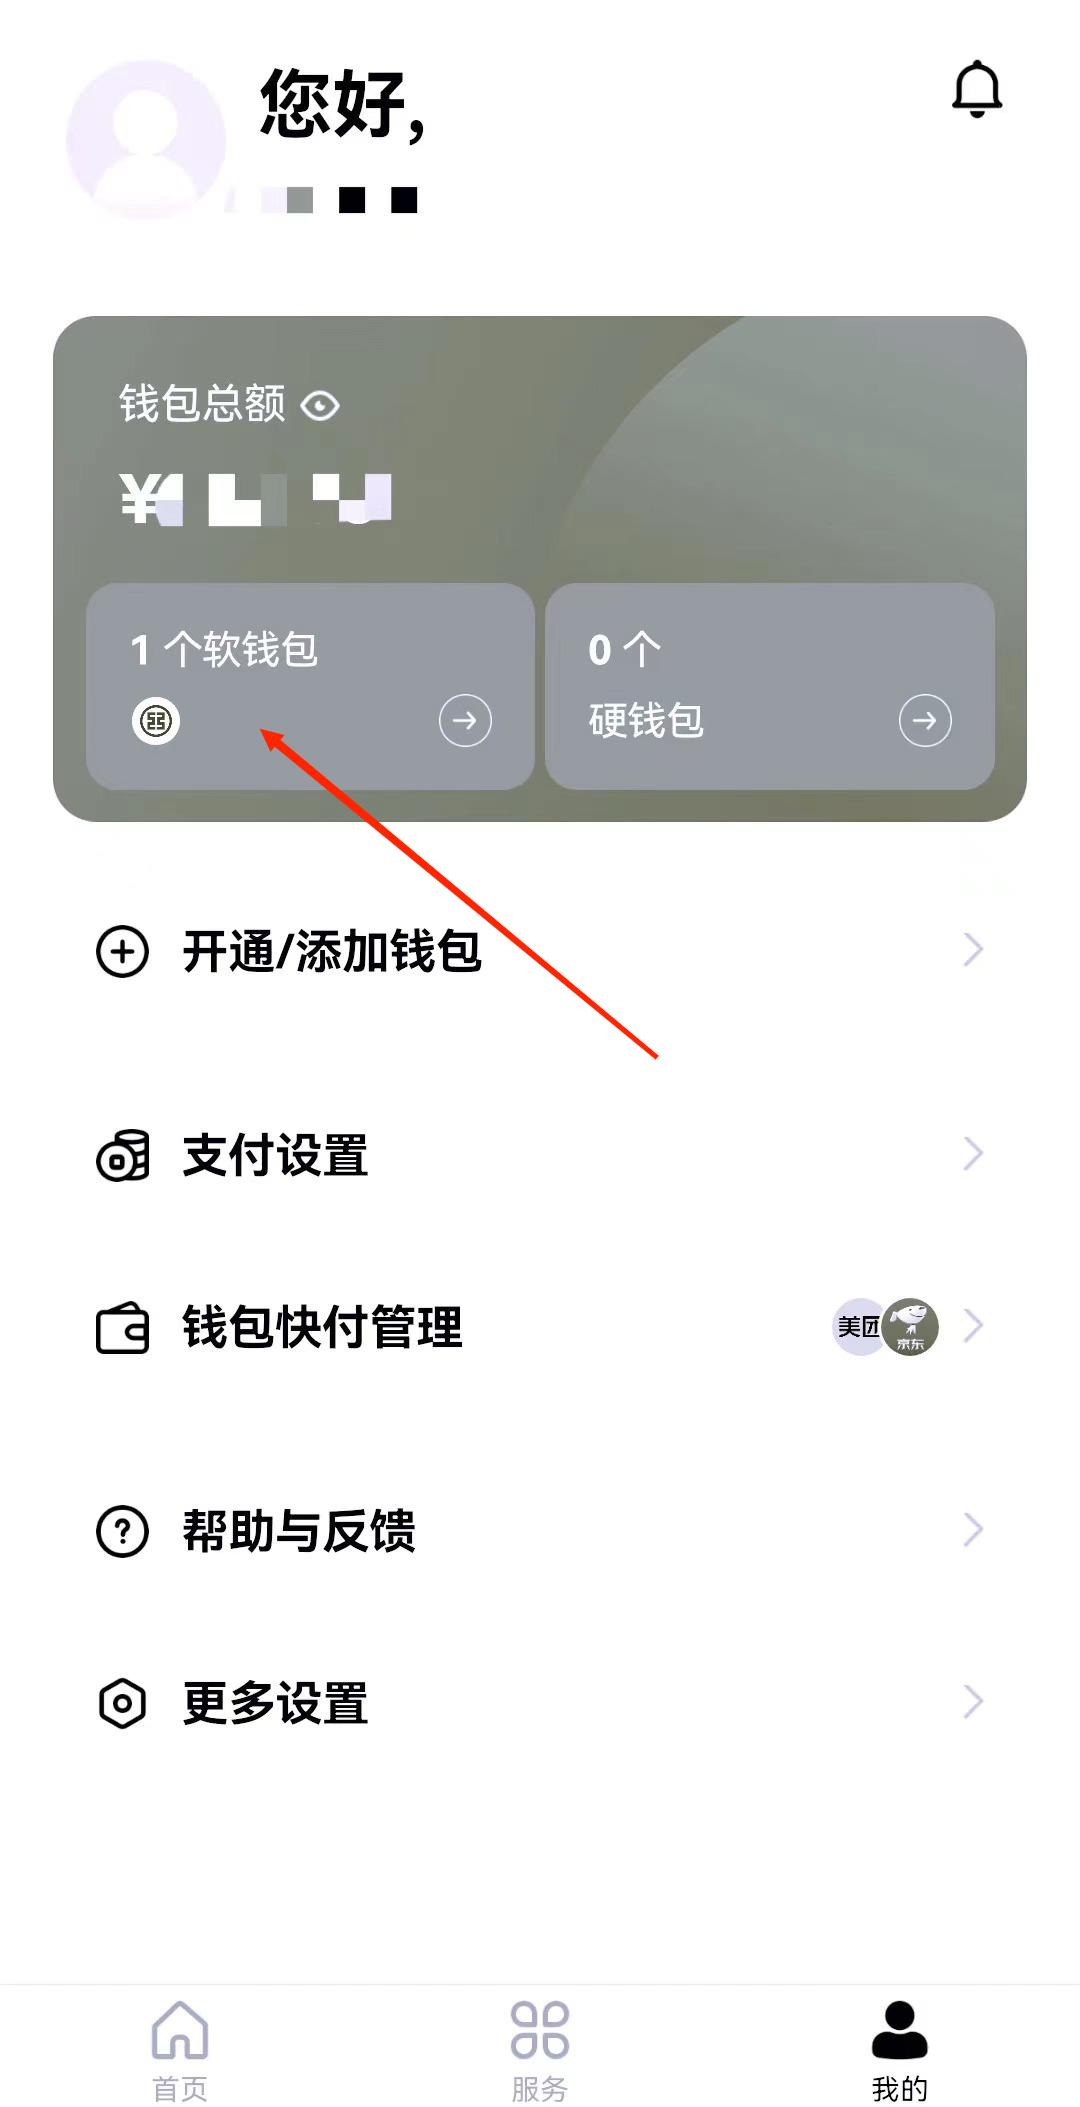 您好,
钱包总额
¥
1 个软钱包
0 个
硬钱包
开通/添加钱包
支付设置
钱包快付管理
美团
京东
帮助与反馈
更多设置
首页
服务
我的